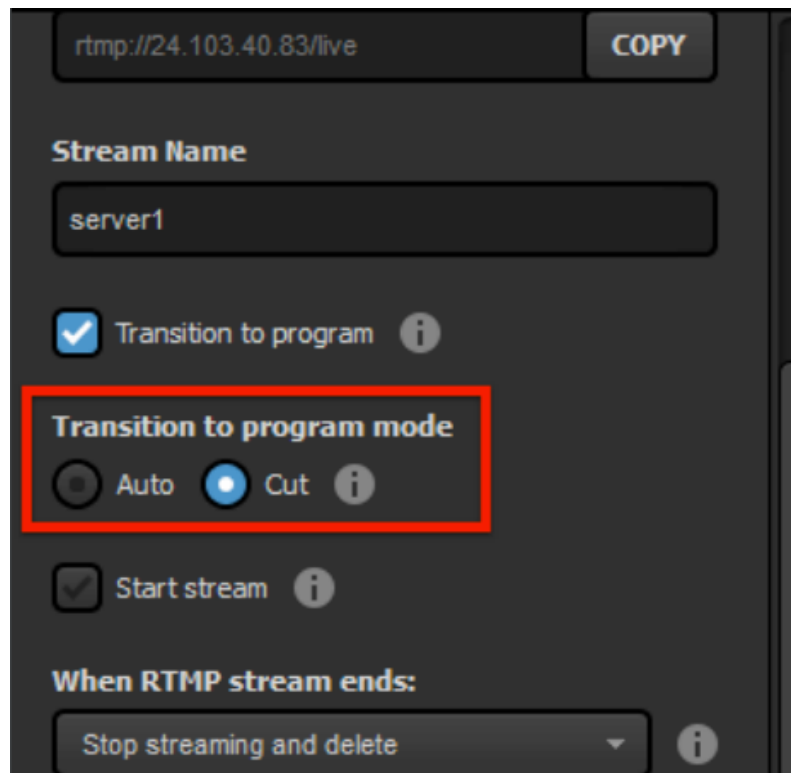 rtmp://24.103.40.83/live COPY
Stream Name
server1
Transition to program
Transition to program mode
Auto Cut
Start stream
When RTMP stream ends:
Stop streaming and delete